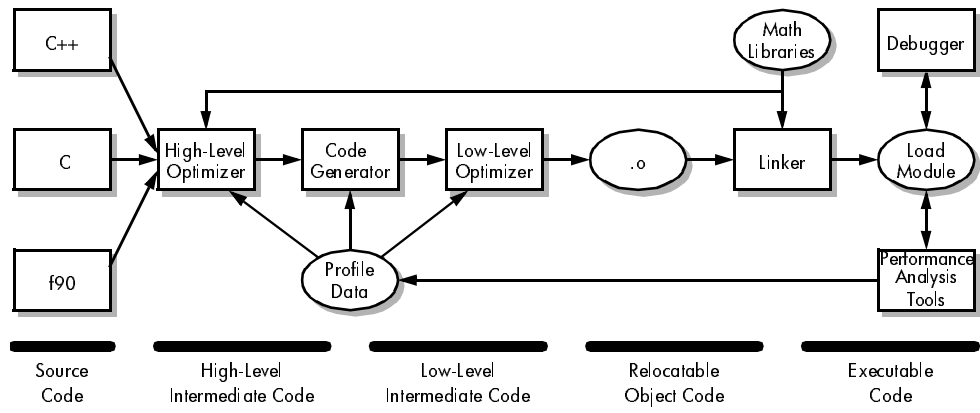 C++
Math
Libraries
Debugger
C
High-Level
Optimizer
Code
Generator
Low-Level
Optimizer
.o
Linker
Load
Module
f90
Profile
Data
Performance
Analysis
Tools
Source
Code
High-Level
Intermediate Code
Low-Level
Intermediate Code
Relocatable
Object Code
Executable
Code